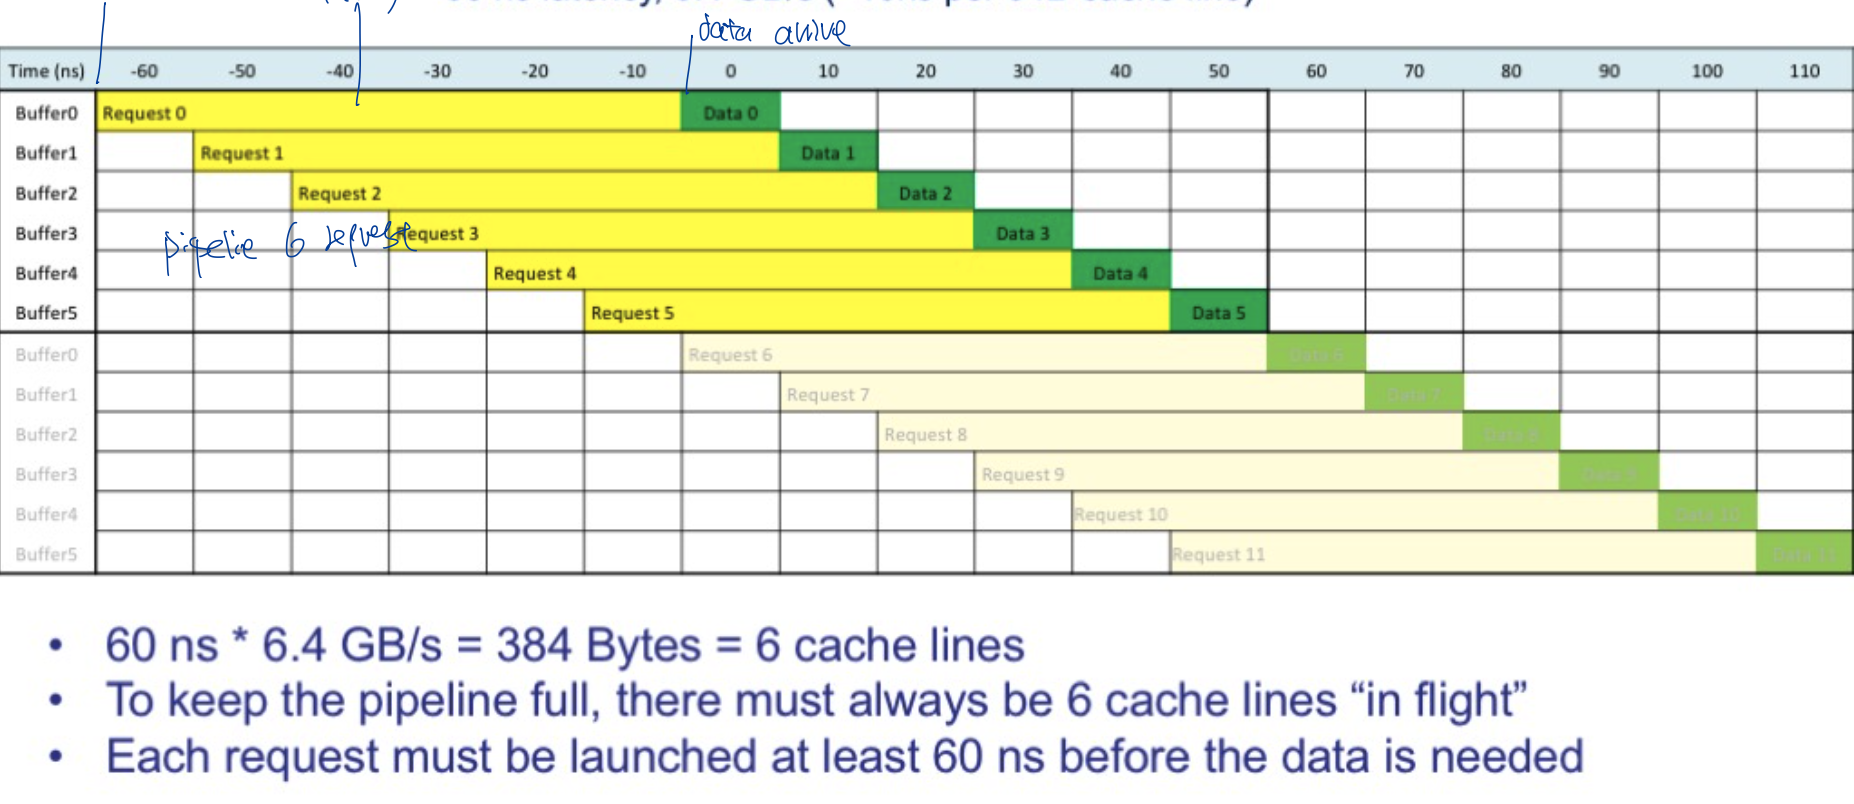 data arrive
Time (ns) -60 -50 -40 -30 -20 -10 0 10 20 30 40 50 60 70 80 90 100 110
Buffer0 Request 0 Data 0
Buffer1 Request 1 Data 1
Buffer2 Request 2 Data 2
Buffer3 Request 3 Data 3
pipeline 6 request
Buffer4 Request 4 Data 4
Buffer5 Request 5 Data 5
Buffer0 Request 6 Data 6
Buffer1 Request 7 Data 7
Buffer2 Request 8 Data 8
Buffer3 Request 9 Data 9
Buffer4 Request 10 Data 10
Buffer5 Request 11 Data 11
• 60 ns * 6.4 GB/s = 384 Bytes = 6 cache lines
• To keep the pipeline full, there must always be 6 cache lines “in flight”
• Each request must be launched at least 60 ns before the data is needed